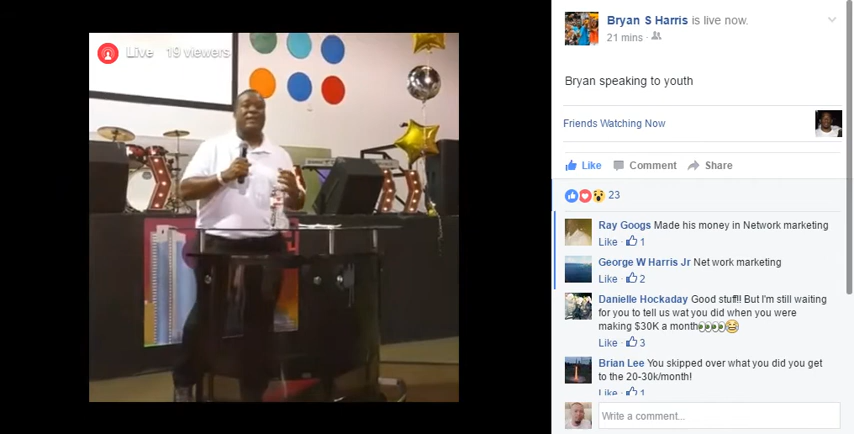 Live 19 viewers
Bryan S Harris is live now.
21 mins ·
Bryan speaking to youth
Friends Watching Now
Like Comment Share
23
Ray Googs Made his money in Network marketing
Like · 1
George W Harris Jr Net work marketing
Like · 2
Danielle Hockaday Good stuff!! But I'm still waiting
for you to tell us wat you did when you were
making $30K a month👀👀😂
Like · 3
Brian Lee You skipped over what you did you get
to the 20-30k/month!
Like · 1
Write a comment...